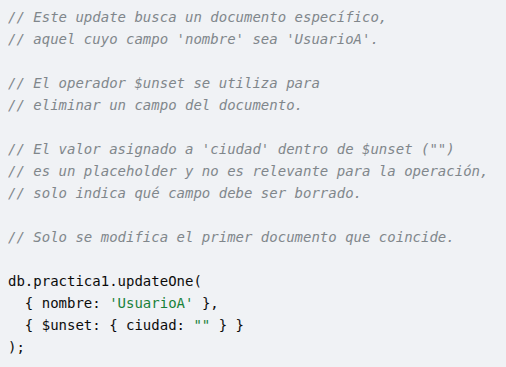 // Este update busca un documento específico,
// aquel cuyo campo 'nombre' sea 'UsuarioA'.
// El operador $unset se utiliza para
// eliminar un campo del documento.
// El valor asignado a 'ciudad' dentro de $unset ("")
// es un placeholder y no es relevante para la operación,
// solo indica qué campo debe ser borrado.
// Solo se modifica el primer documento que coincide.
db.practica1.updateOne(
  { nombre: 'UsuarioA' },
  { $unset: { ciudad: "" } }
);